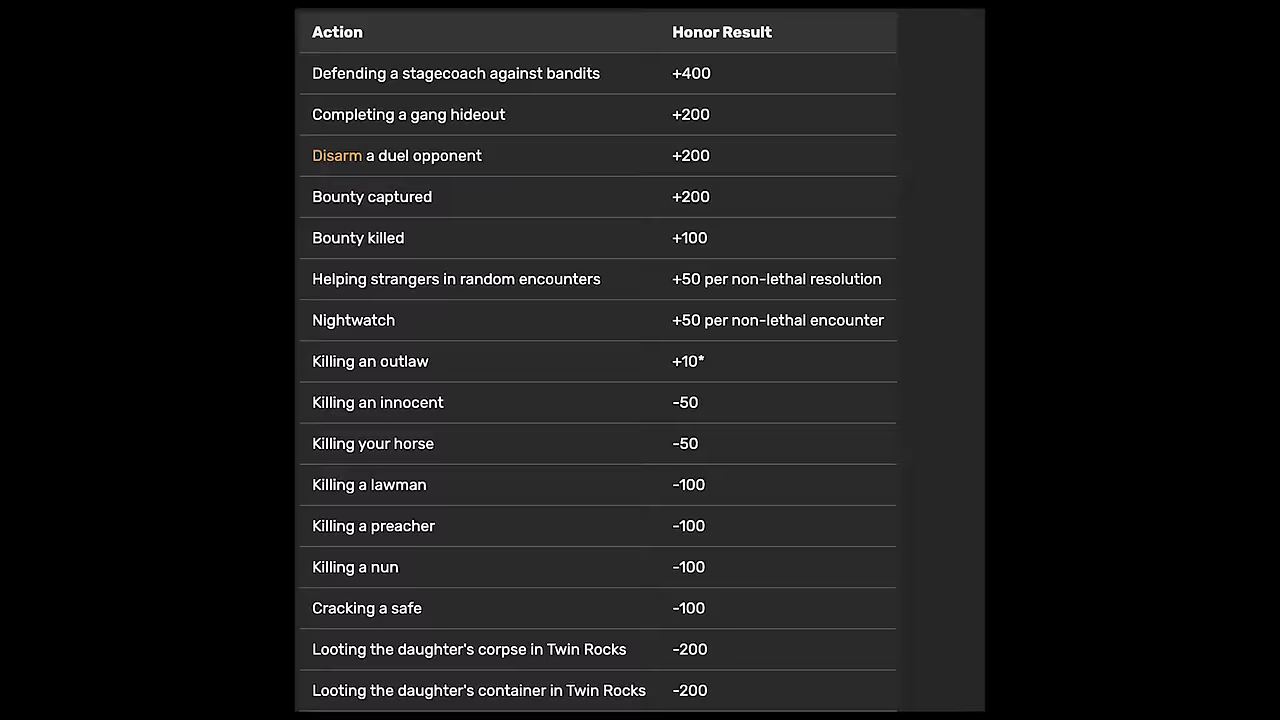 Action Honor Result
Defending a stagecoach against bandits +400
Completing a gang hideout +200
Disarm a duel opponent +200
Bounty captured +200
Bounty killed +100
Helping strangers in random encounters +50 per non-lethal resolution
Nightwatch +50 per non-lethal encounter
Killing an outlaw +10*
Killing an innocent -50
Killing your horse -50
Killing a lawman -100
Killing a preacher -100
Killing a nun -100
Cracking a safe -100
Looting the daughter's corpse in Twin Rocks -200
Looting the daughter's container in Twin Rocks -200